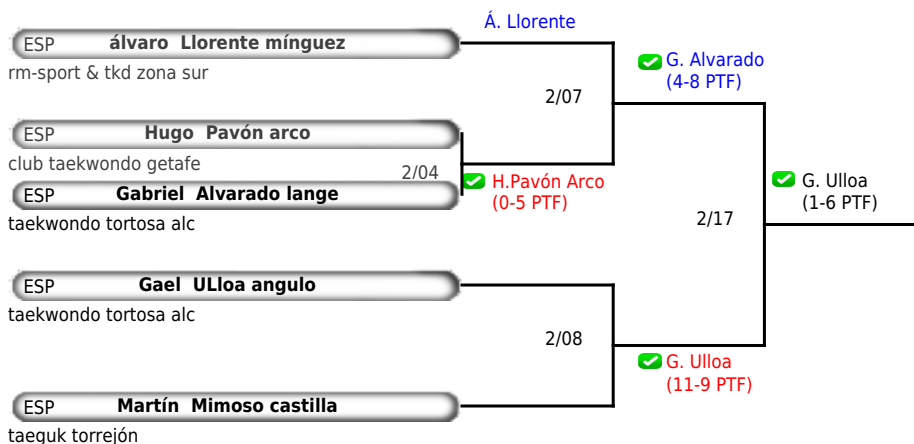 Á. Llorente
ESP álvaro Llorente mínguez
rm-sport & tkd zona sur
G. Alvarado
(4-8 PTF)
2/07
ESP Hugo Pavón arco
club taekwondo getafe
2/04
H.Pavón Arco
(0-5 PTF)
ESP Gabriel Alvarado lange
taekwondo tortosa alc
G. Ulloa
(1-6 PTF)
2/17
ESP Gael ULloa angulo
taekwondo tortosa alc
2/08
G. Ulloa
(11-9 PTF)
ESP Martín Mimoso castilla
taeguk torrejón